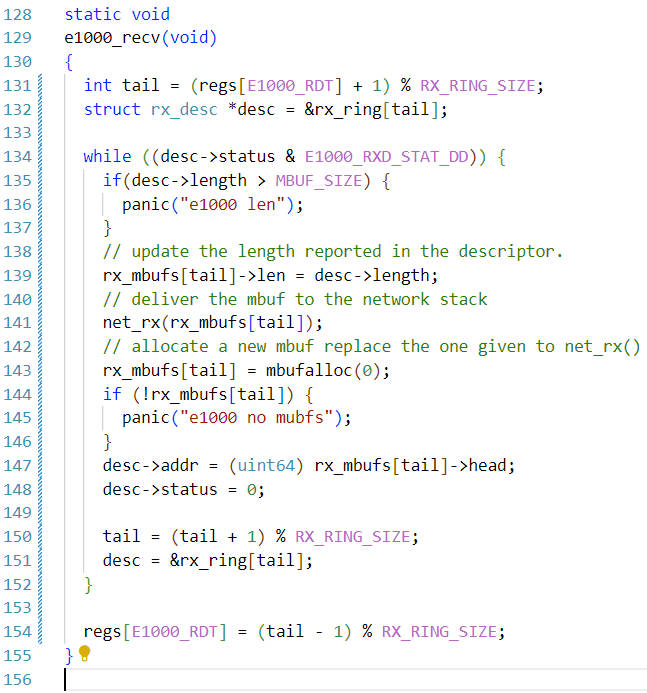 128 static void
129 e1000_recv(void)
130 {
131 int tail = (regs[E1000_RDT] + 1) % RX_RING_SIZE;
132 struct rx_desc *desc = &rx_ring[tail];
133
134 while ((desc->status & E1000_RXD_STAT_DD)) {
135 if(desc->length > MBUF_SIZE) {
136 panic("e1000 len");
137 }
138 // update the length reported in the descriptor.
139 rx_mbufs[tail]->len = desc->length;
140 // deliver the mbuf to the network stack
141 net_rx(rx_mbufs[tail]);
142 // allocate a new mbuf replace the one given to net_rx()
143 rx_mbufs[tail] = mbufalloc(0);
144 if (!rx_mbufs[tail]) {
145 panic("e1000 no mubfs");
146 }
147 desc->addr = (uint64) rx_mbufs[tail]->head;
148 desc->status = 0;
149
150 tail = (tail + 1) % RX_RING_SIZE;
151 desc = &rx_ring[tail];
152 }
153
154 regs[E1000_RDT] = (tail - 1) % RX_RING_SIZE;
155 }
156